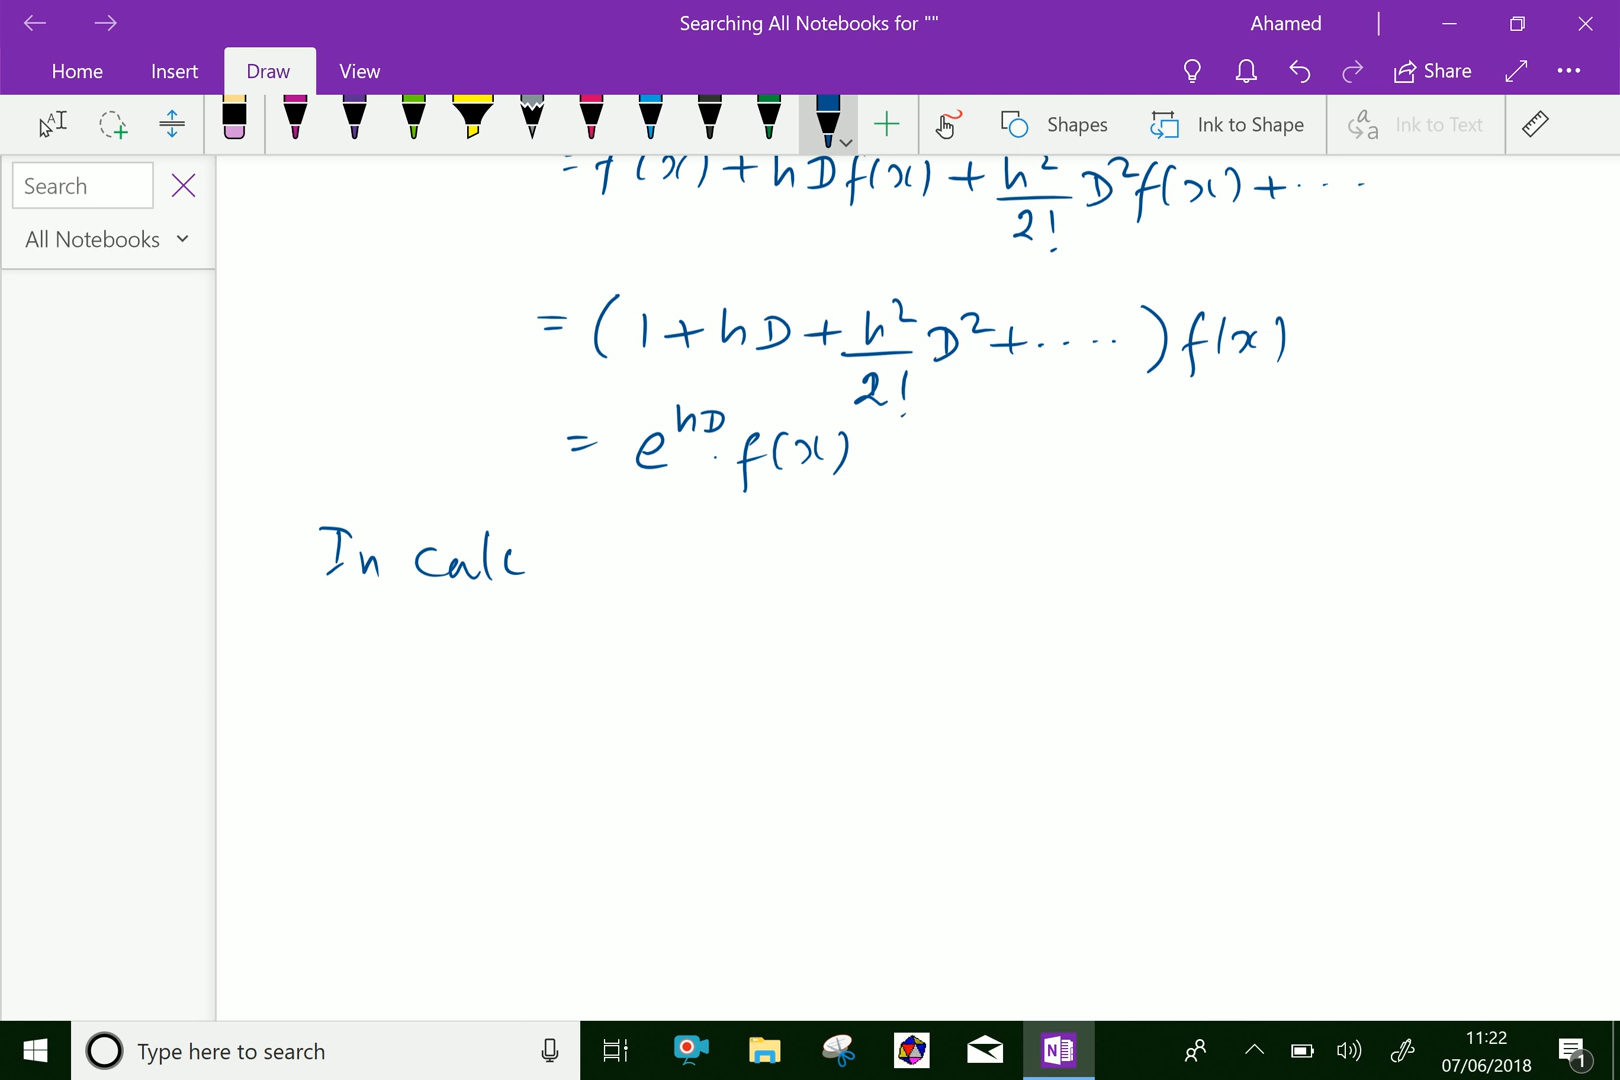 Searching All Notebooks for ""
Ahamed
Home Insert Draw View
Share
Shapes
Ink to Shape
Ink to Text
Search
All Notebooks
= f(x) + hDf(x) + h²/2! D²f(x) + ....
= (1 + hD + h²/2! D² + .....) f(x)
= e^{hD} . f(x)
In calc
Type here to search
11:22
07/06/2018
1